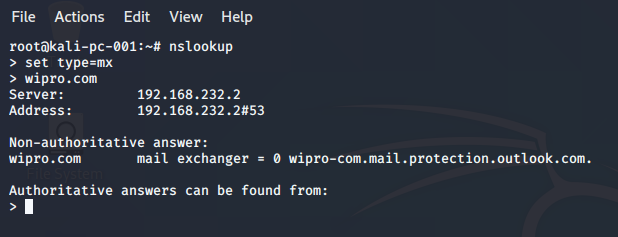 File Actions Edit View Help
root@kali-pc-001:~# nslookup
> set type=mx
> wipro.com
Server: 192.168.232.2
Address: 192.168.232.2#53
Non-authoritative answer:
wipro.com mail exchanger = 0 wipro-com.mail.protection.outlook.com.
File System
Authoritative answers can be found from:
>